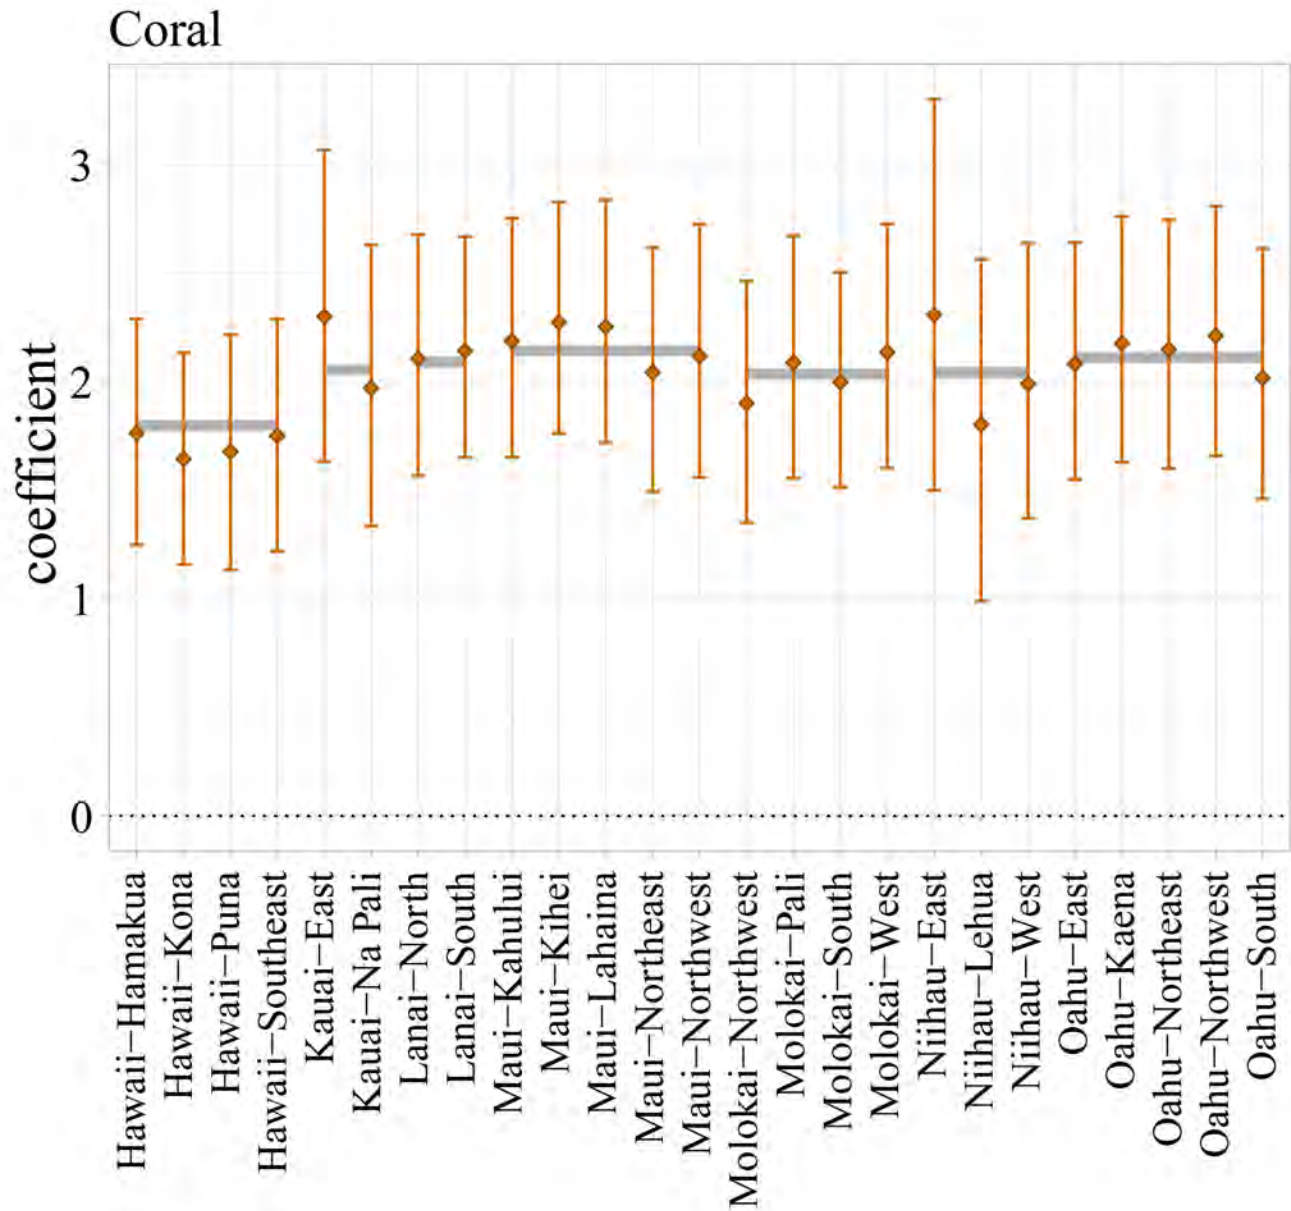 Coral
coefficient
3
2
1
0
Hawaii−Hamakua
Hawaii−Kona
Hawaii−Puna
Hawaii−Southeast
Kauai−East
Kauai−Na Pali
Lanai−North
Lanai−South
Maui−Kahului
Maui−Kihei
Maui−Lahaina
Maui−Northeast
Maui−Northwest
Molokai−Northwest
Molokai−Pali
Molokai−South
Molokai−West
Niihau−East
Niihau−Lehua
Niihau−West
Oahu−East
Oahu−Kaena
Oahu−Northeast
Oahu−Northwest
Oahu−South